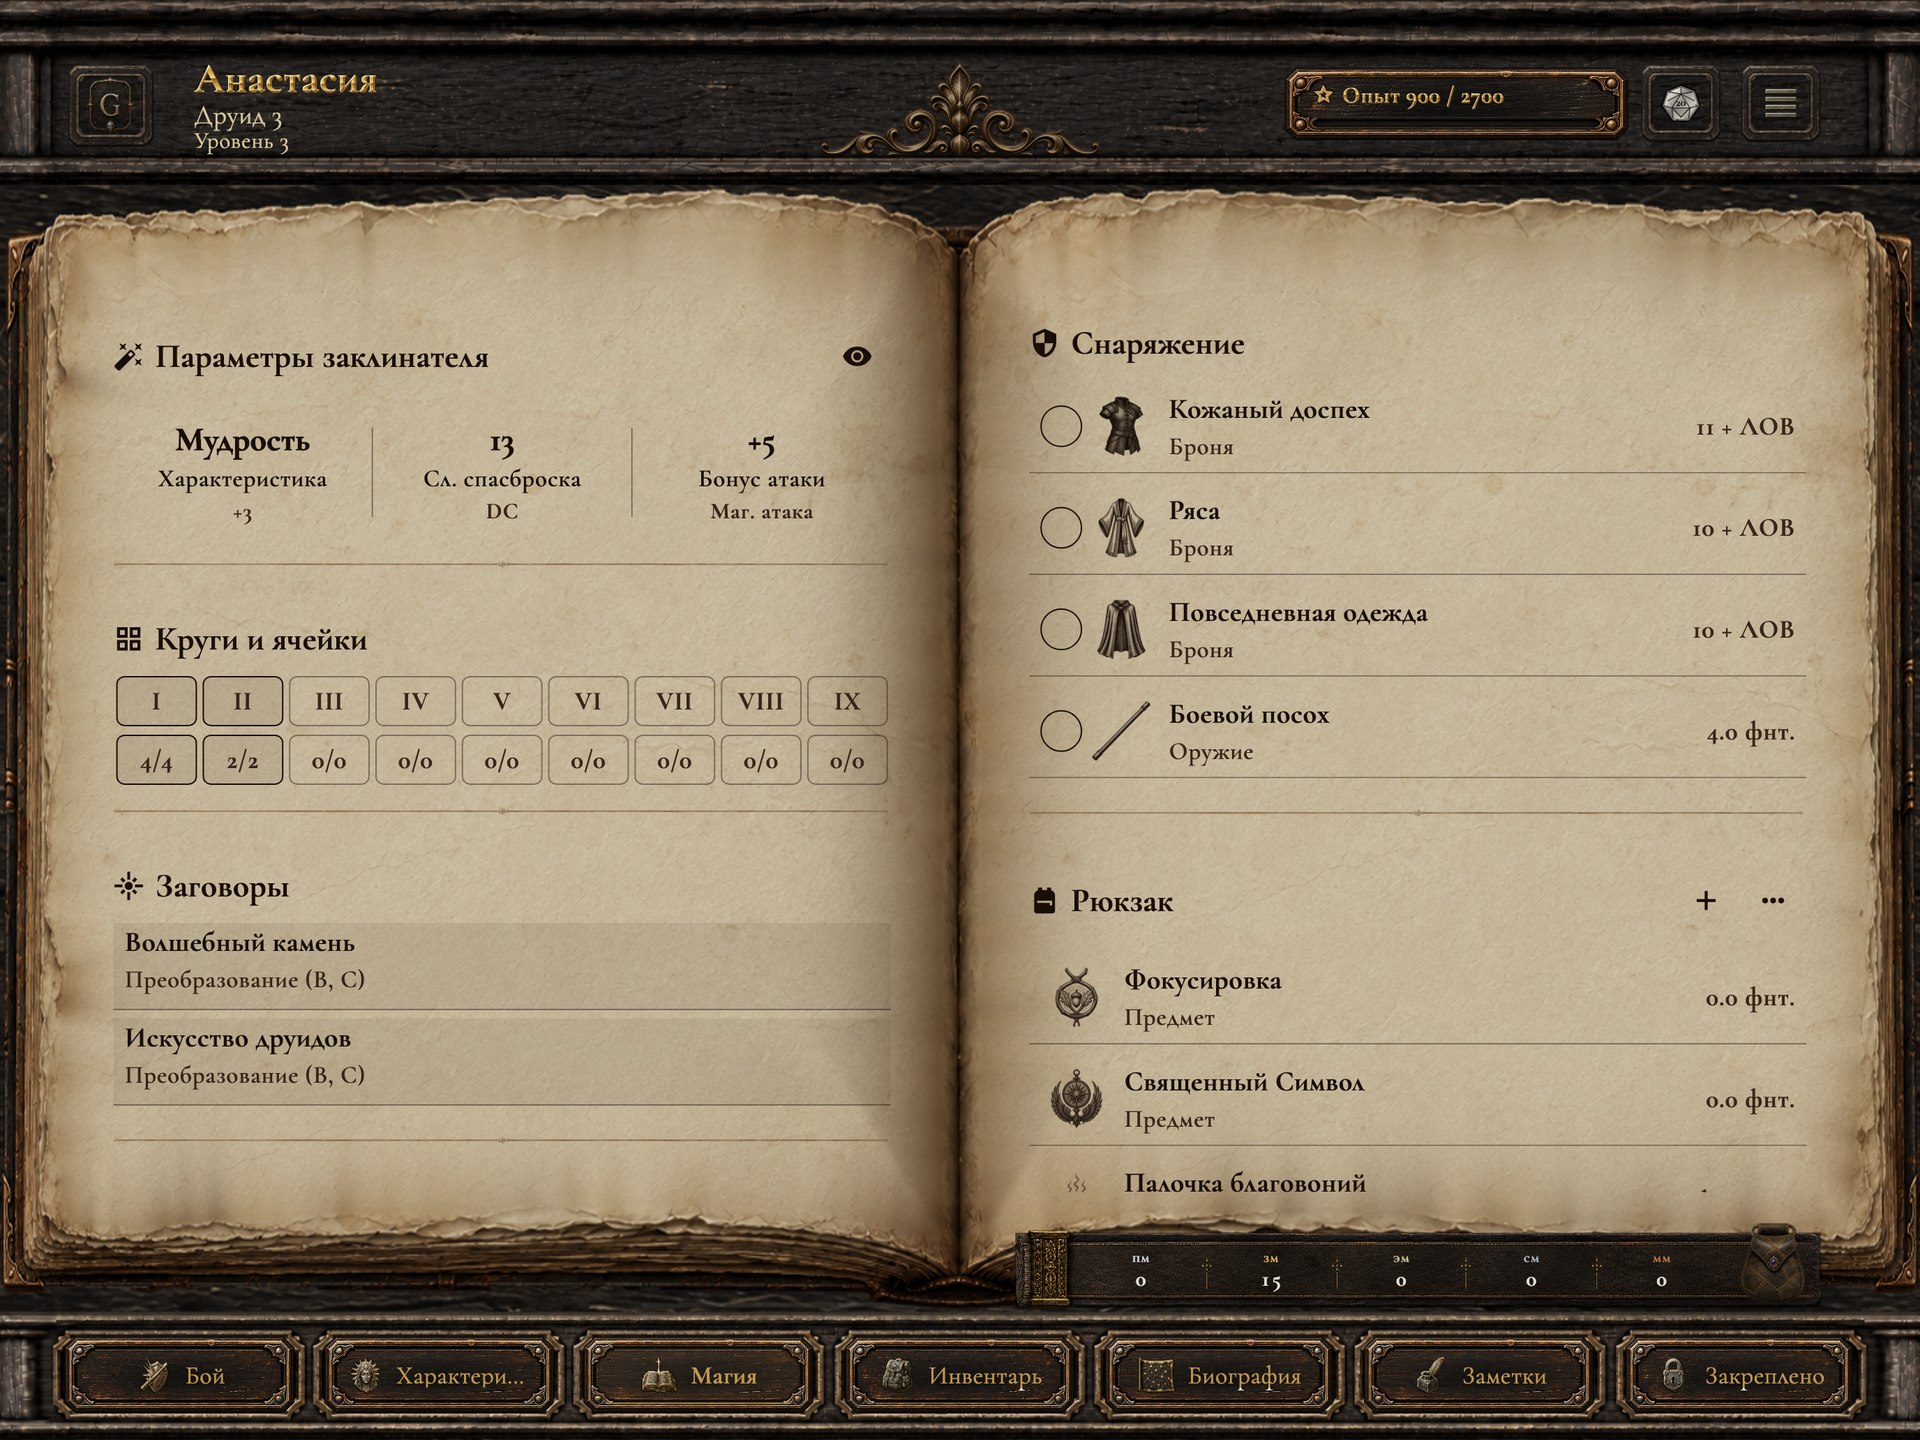 G
Анастасия
Друид 3
Уровень 3
Опыт 900 / 2700
20
Параметры заклинателя
Мудрость
Характеристика
+3
13
Сл. спасброска
DC
+5
Бонус атаки
Маг. атака
Круги и ячейки
I II III IV V VI VII VIII IX
4/4 2/2 0/0 0/0 0/0 0/0 0/0 0/0 0/0
Заговоры
Волшебный камень
Преобразование (В, С)
Искусство друидов
Преобразование (В, С)
Снаряжение
Кожаный доспех
Броня
11 + ЛОВ
Ряса
Броня
10 + ЛОВ
Повседневная одежда
Броня
10 + ЛОВ
Боевой посох
Оружие
4.0 фнт.
Рюкзак
Фокусировка
Предмет
0.0 фнт.
Священный Символ
Предмет
0.0 фнт.
Палочка благовоний
пм зм эм см мм
0 15 0 0 0
Бой
Характери...
Магия
Инвентарь
Биография
Заметки
Закреплено